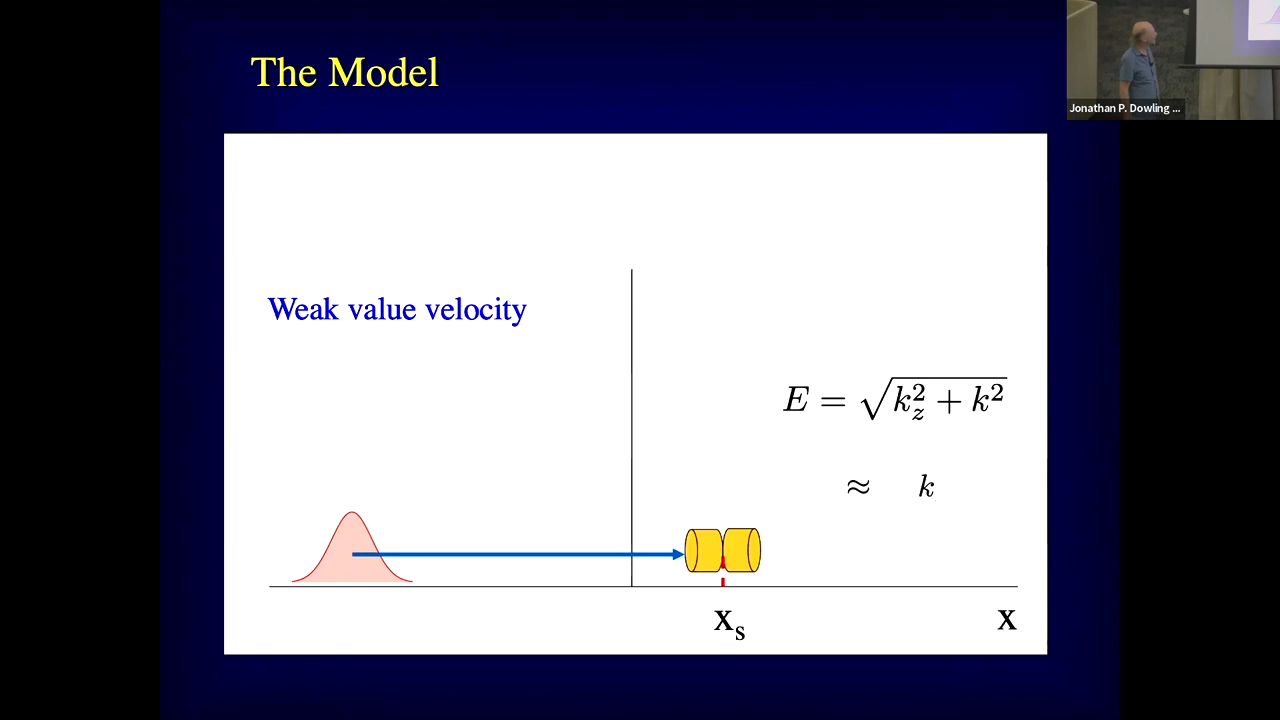 The Model
Jonathan P. Dowling ...
Weak value velocity
E = √(k_z^2 + k^2)
≈ k
x_s
x